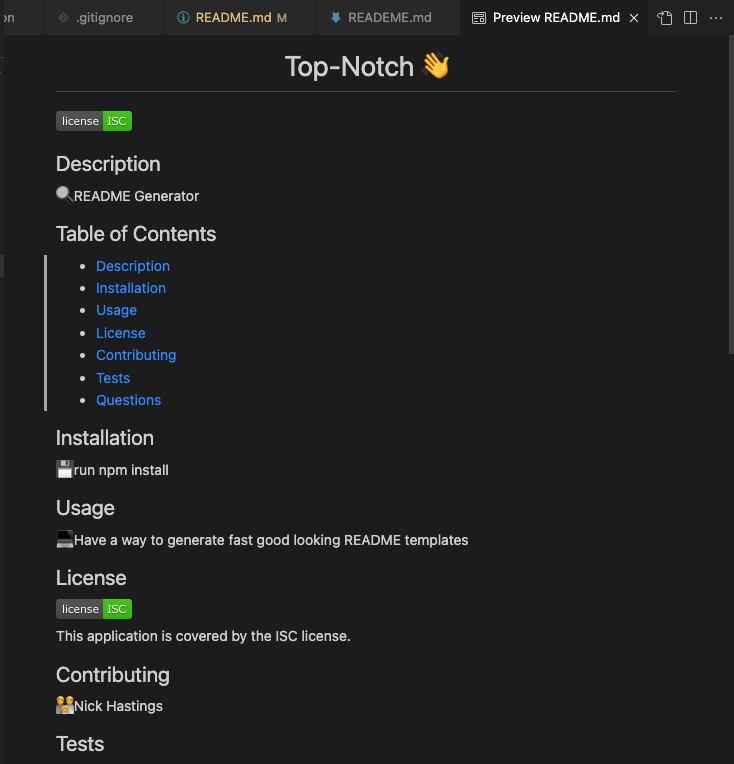 on .gitignore README.md M READEME.md Preview README.md
Top-Notch 👋
license ISC
Description
🔍README Generator
Table of Contents
Description
Installation
Usage
License
Contributing
Tests
Questions
Installation
💾run npm install
Usage
💻Have a way to generate fast good looking README templates
License
license ISC
This application is covered by the ISC license.
Contributing
👪Nick Hastings
Tests